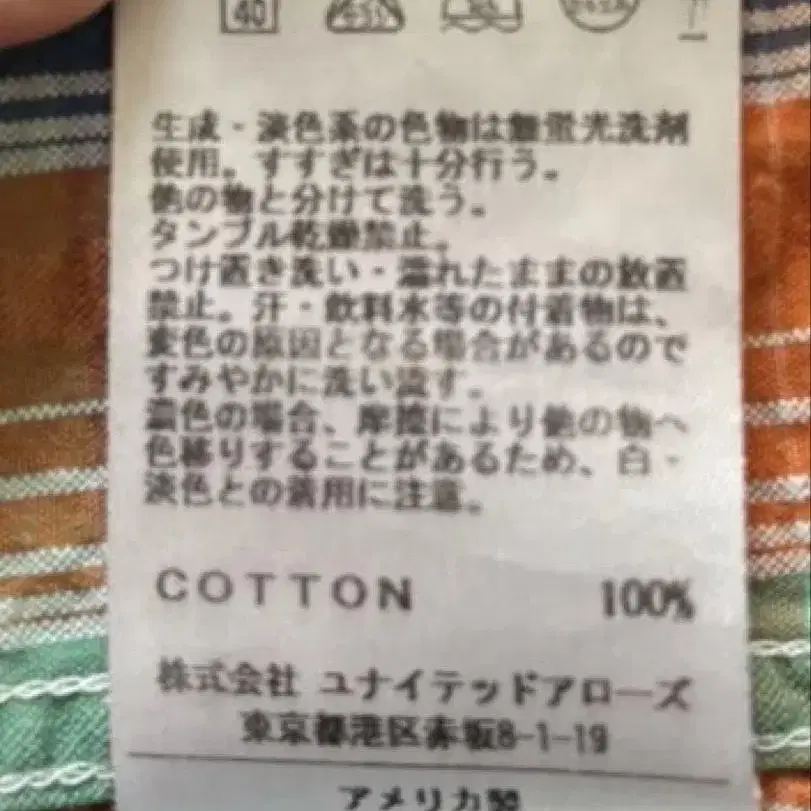 40
生成・淡色系の色物は無蛍光洗剤
使用。すすぎは十分行う。
他の物と分けて洗う。
タンブル乾燥禁止。
つけ置き洗い・濡れたままの放置
禁止。汗・飲料水等の付着物は、
変色の原因となる場合があるので
すみやかに洗い流す。
濃色の場合、摩擦により他の物へ
色移りすることがあるため、白・
淡色との着用に注意。
COTTON 100%
株式会社 ユナイテッドアローズ
東京都港区赤坂8-1-19
アメリカ製